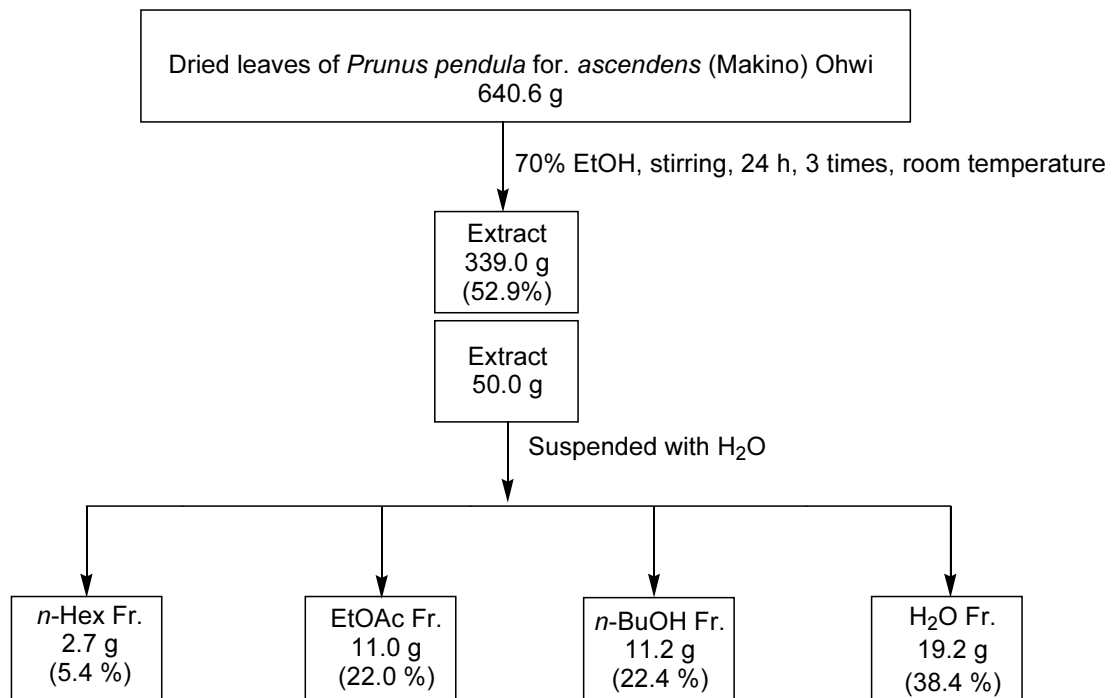 Dried leaves of Prunus pendula for. ascendens (Makino) Ohwi
640.6 g
70% EtOH, stirring, 24 h, 3 times, room temperature
Extract
339.0 g
(52.9%)
Extract
50.0 g
Suspended with H₂O
n-Hex Fr.
2.7 g
(5.4 %)
EtOAc Fr.
11.0 g
(22.0 %)
n-BuOH Fr.
11.2 g
(22.4 %)
H₂O Fr.
19.2 g
(38.4 %)